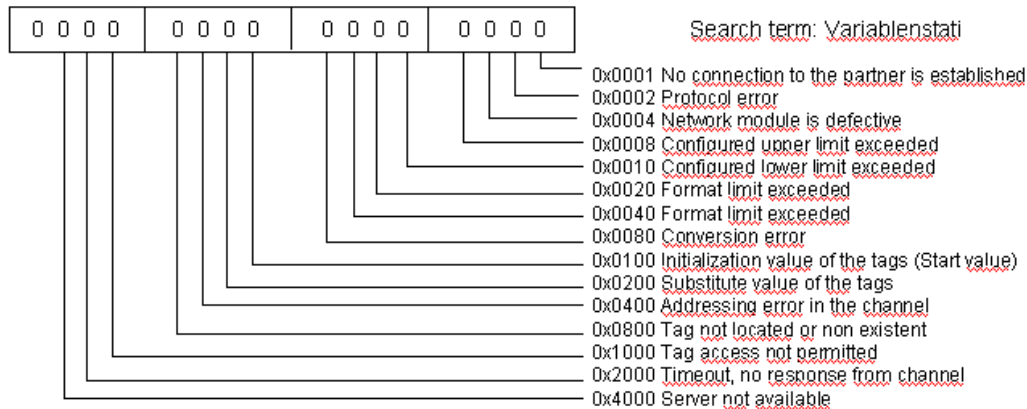 0 0 0 0 0 0 0 0 0 0 0 0 0 0 0 0
Search term: Variablenstati
0x0001 No connection to the partner is established
0x0002 Protocol error
0x0004 Network module is defective
0x0008 Configured upper limit exceeded
0x0010 Configured lower limit exceeded
0x0020 Format limit exceeded
0x0040 Format limit exceeded
0x0080 Conversion error
0x0100 Initialization value of the tags (Start value)
0x0200 Substitute value of the tags
0x0400 Addressing error in the channel
0x0800 Tag not located or non existent
0x1000 Tag access not permitted
0x2000 Timeout, no response from channel
0x4000 Server not available